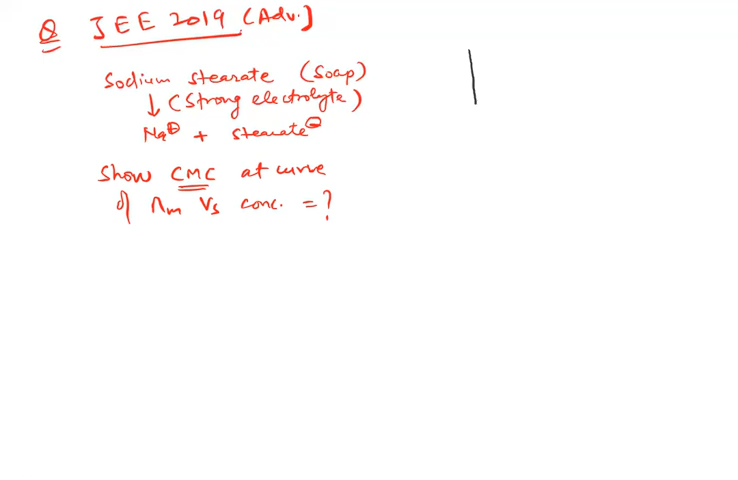 Q JEE 2019 (Adv.)
Sodium stearate (Soap)
↓ (Strong electrolyte)
Na⊕ + Stearate⊖
Show CMC at curve
of Λm Vs conc. = ?